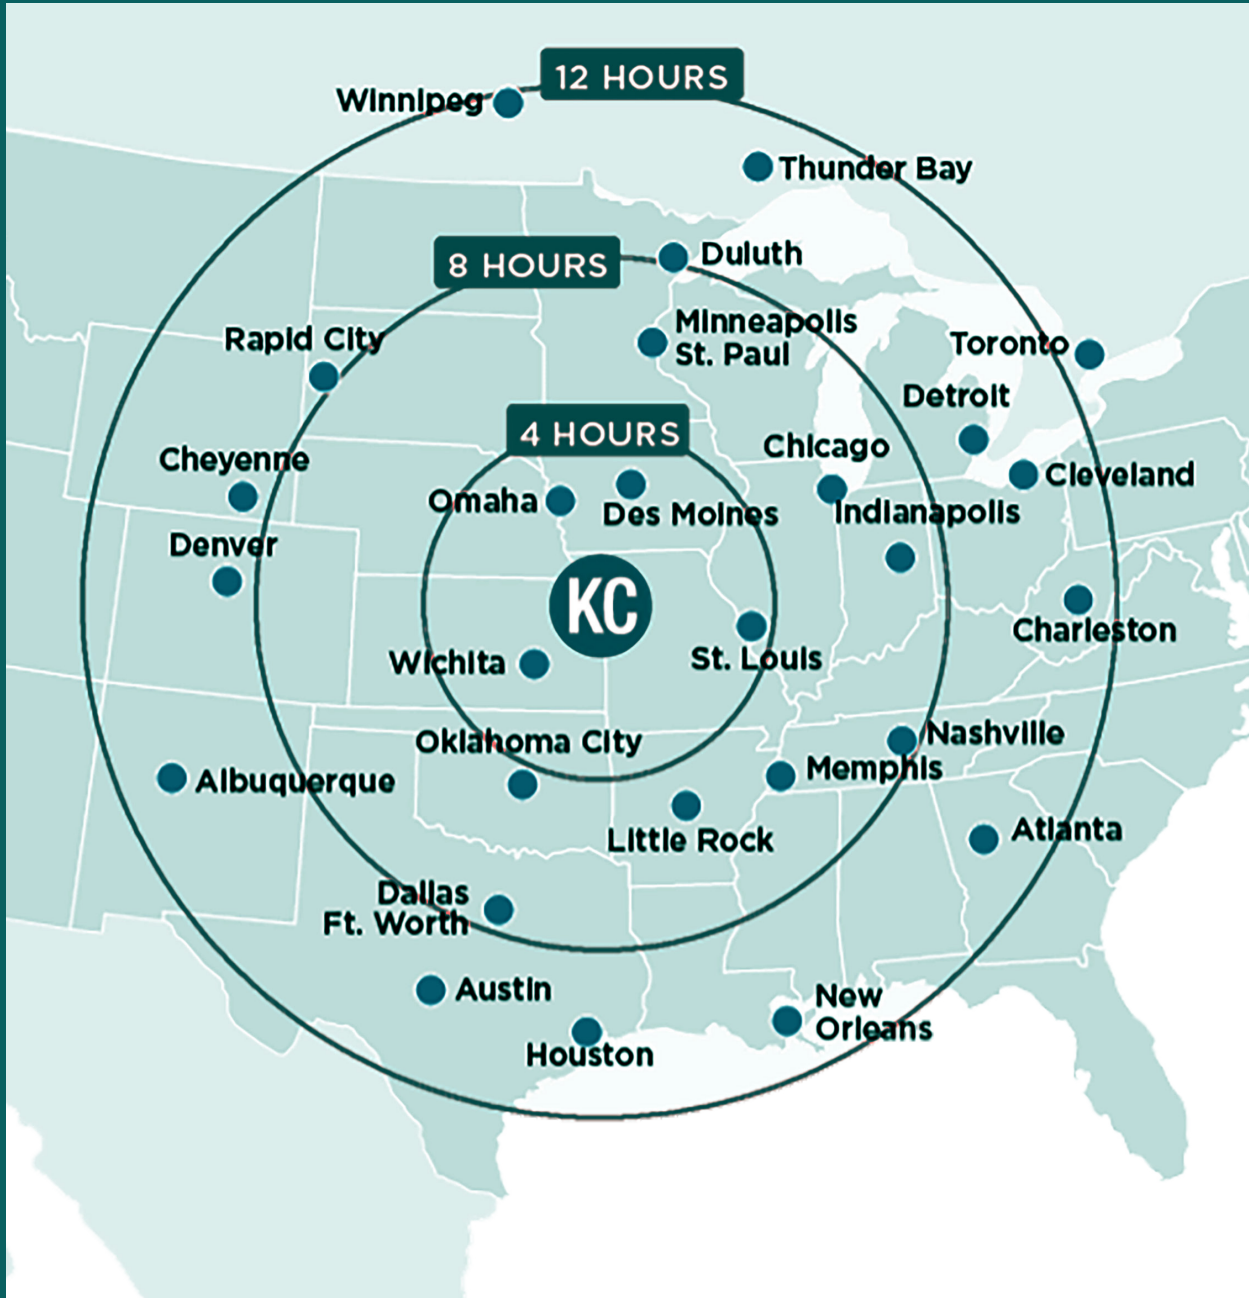 12 HOURS
Winnipeg
Thunder Bay
8 HOURS
Duluth
Minneapolis
St. Paul
Rapid City
Toronto
Detroit
4 HOURS
Chicago
Cheyenne
Cleveland
Omaha
Des Moines
Indianapolis
Denver
KC
Charleston
St. Louis
Wichita
Nashville
Oklahoma City
Memphis
Albuquerque
Atlanta
Little Rock
Dallas
Ft. Worth
Austin
New
Orleans
Houston